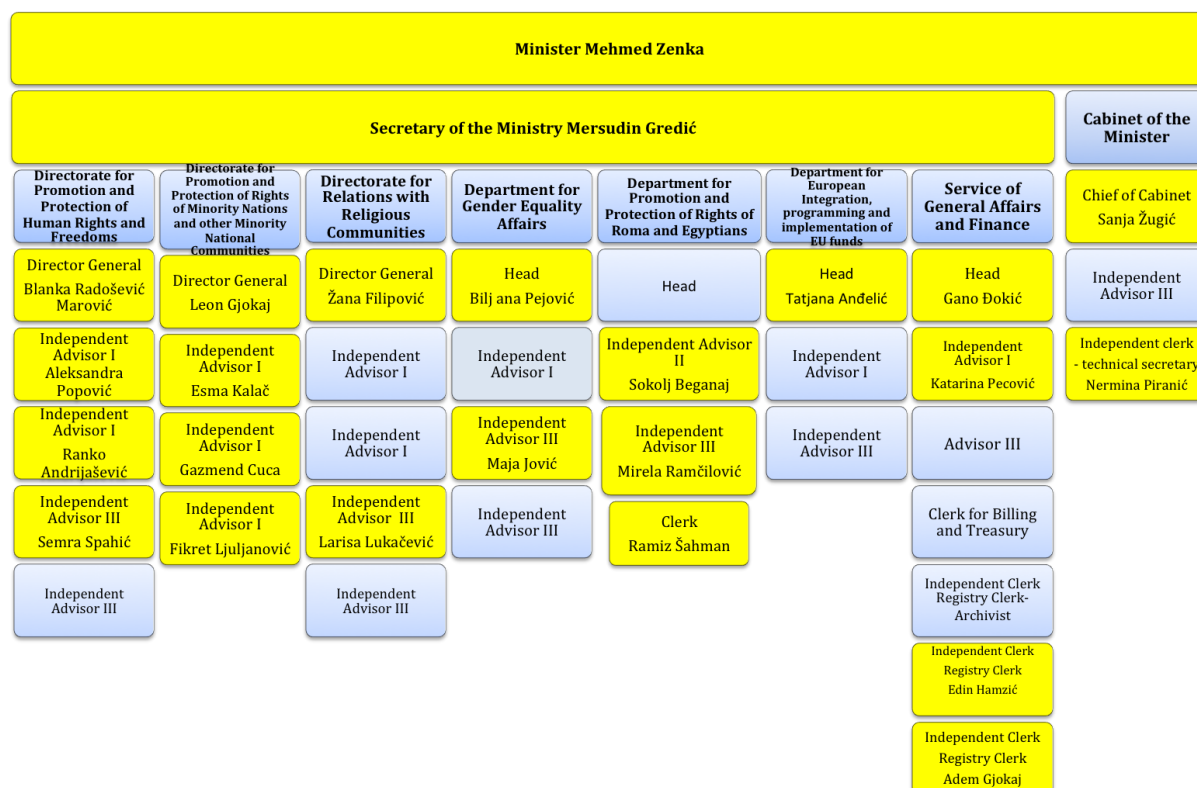 Minister Mehmed Zenka
Secretary of the Ministry Mersudin Gredić
Cabinet of the
Minister
Directorate for
Promotion and
Protection of
Human Rights and
Freedoms
Director General
Blanka Radošević
Marović
Independent
Advisor I
Aleksandra
Popović
Independent
Advisor I
Ranko
Andrijašević
Independent
Advisor III
Semra Spahić
Independent
Advisor III
Directorate for
Promotion and
Protection of Rights
of Minority Nations
and other Minority
National
Communities
Director General
Leon Gjokaj
Independent
Advisor I
Esma Kalač
Independent
Advisor I
Gazmend Cuca
Independent
Advisor I
Fikret Ljuljanović
Directorate for
Relations with
Religious
Communities
Director General
Žana Filipović
Independent
Advisor I
Independent
Advisor I
Independent
Advisor III
Larisa Lukačević
Independent
Advisor III
Department for
Gender Equality
Affairs
Head
Bilj ana Pejović
Independent
Advisor I
Independent
Advisor III
Maja Jović
Independent
Advisor III
Department for
Promotion and
Protection of Rights of
Roma and Egyptians
Head
Independent Advisor
II
Sokolj Beganaj
Independent
Advisor III
Mirela Ramčilović
Clerk
Ramiz Šahman
Department for
European
Integration,
programming and
implementation of
EU funds
Head
Tatjana Anđelić
Independent
Advisor I
Independent
Advisor III
Service of
General Affairs
and Finance
Head
Gano Đokić
Independent
Advisor I
Katarina Pecović
Advisor III
Clerk for Billing
and Treasury
Independent Clerk
Registry Clerk-
Archivist
Independent Clerk
Registry Clerk
Edin Hamzić
Independent Clerk
Registry Clerk
Adem Gjokaj
Chief of Cabinet
Sanja Žugić
Independent
Advisor III
Independent clerk
- technical secretary
Nermina Piranić